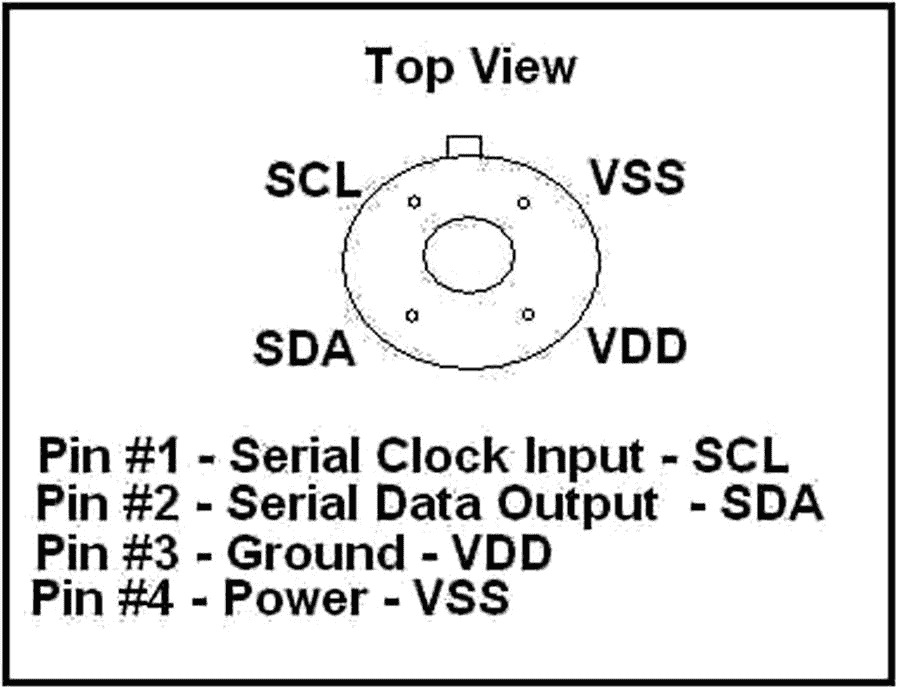 Top View
SCL VSS
SDA VDD
Pin #1 - Serial Clock Input - SCL
Pin #2 - Serial Data Output - SDA
Pin #3 - Ground - VDD
Pin #4 - Power - VSS